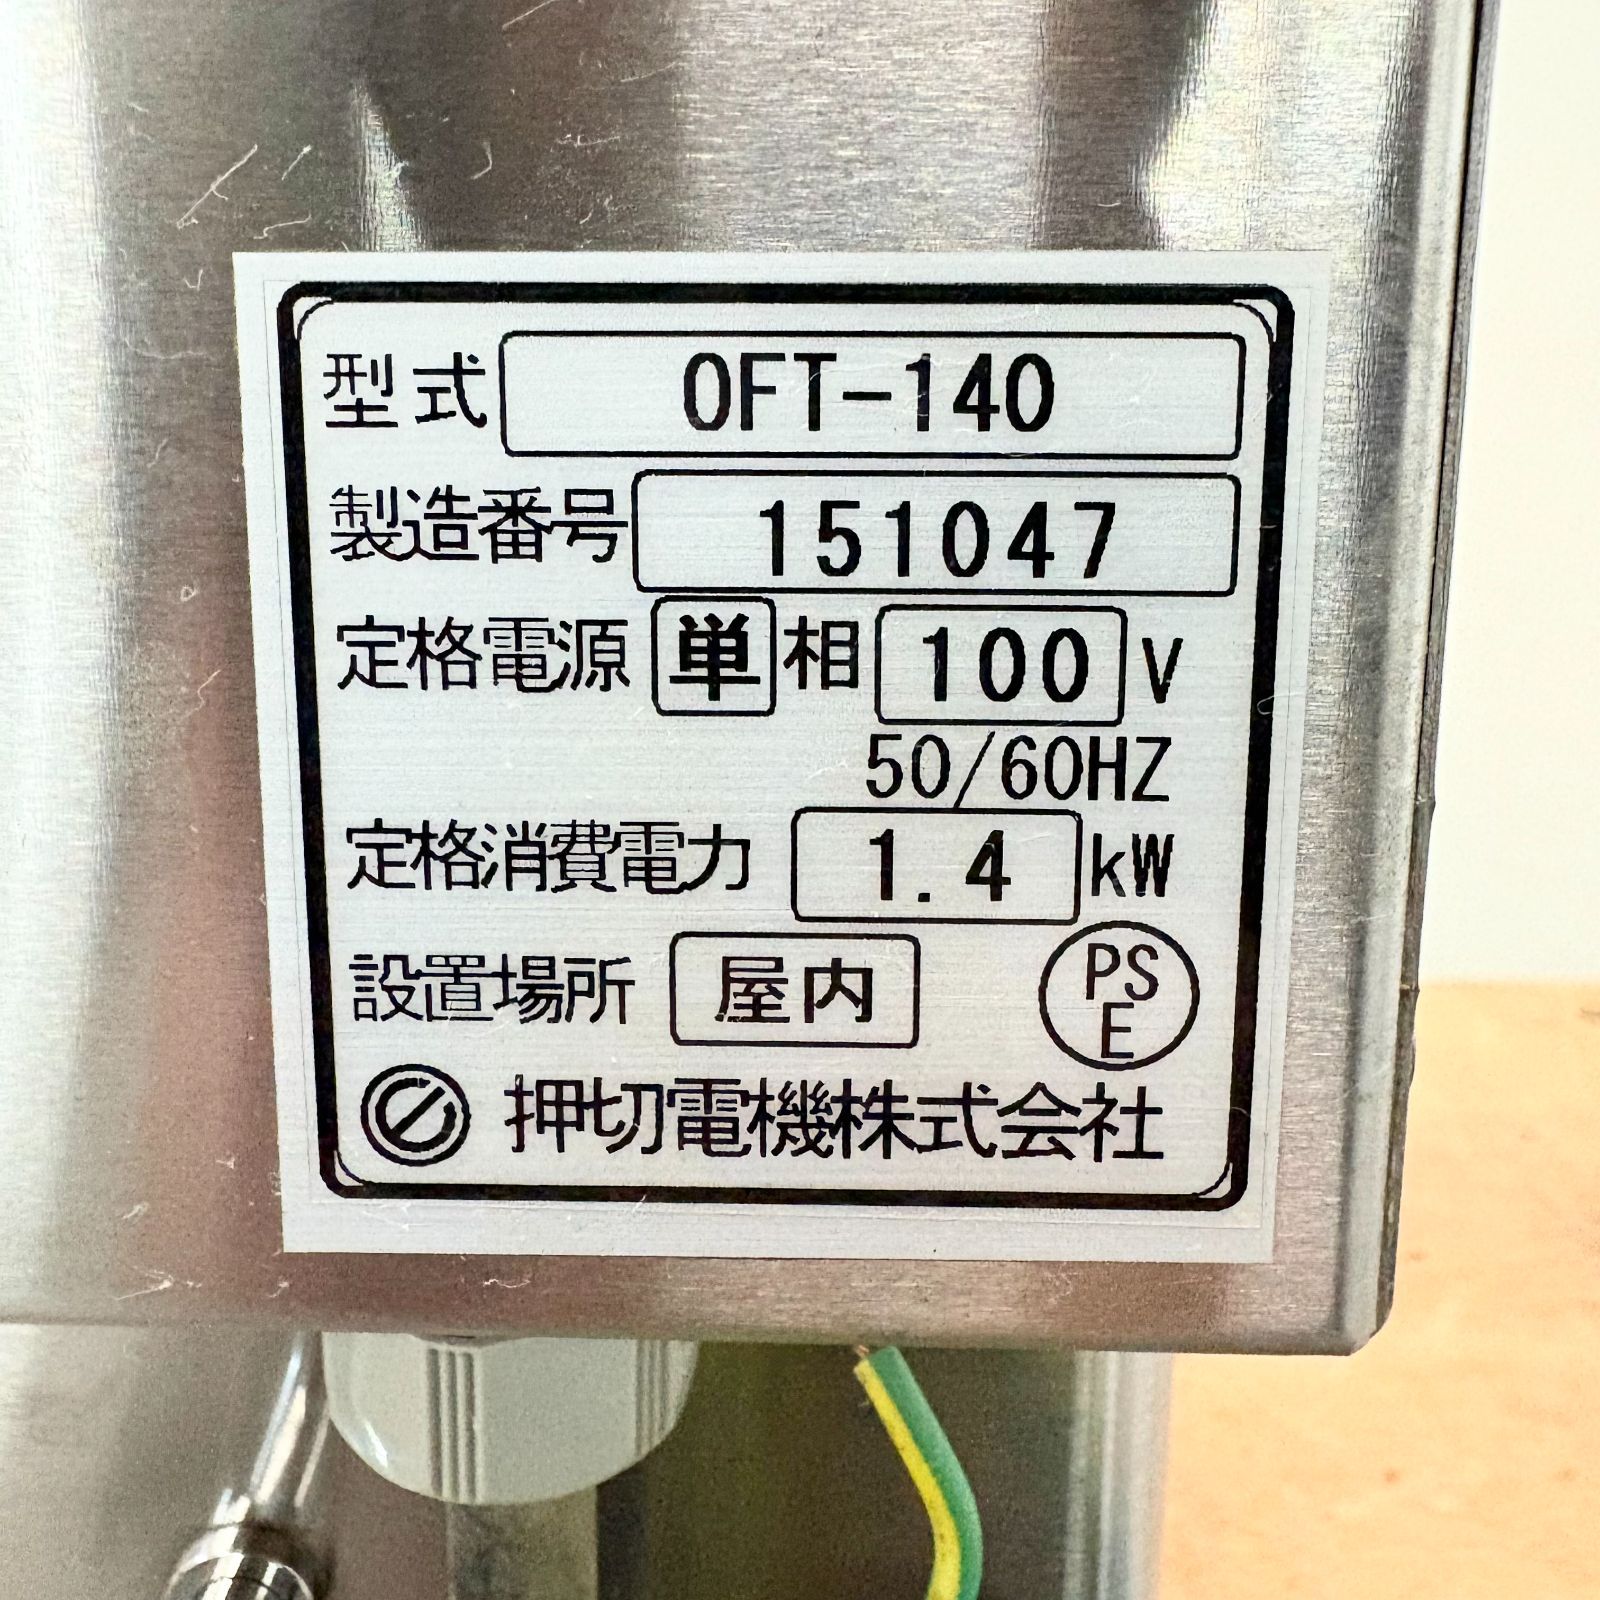 型式 OFT-140
製造番号 151047
定格電源 単相 100 V
50/60HZ
定格消費電力 1.4 kW
設置場所 屋内
PS
E
押切電機株式会社